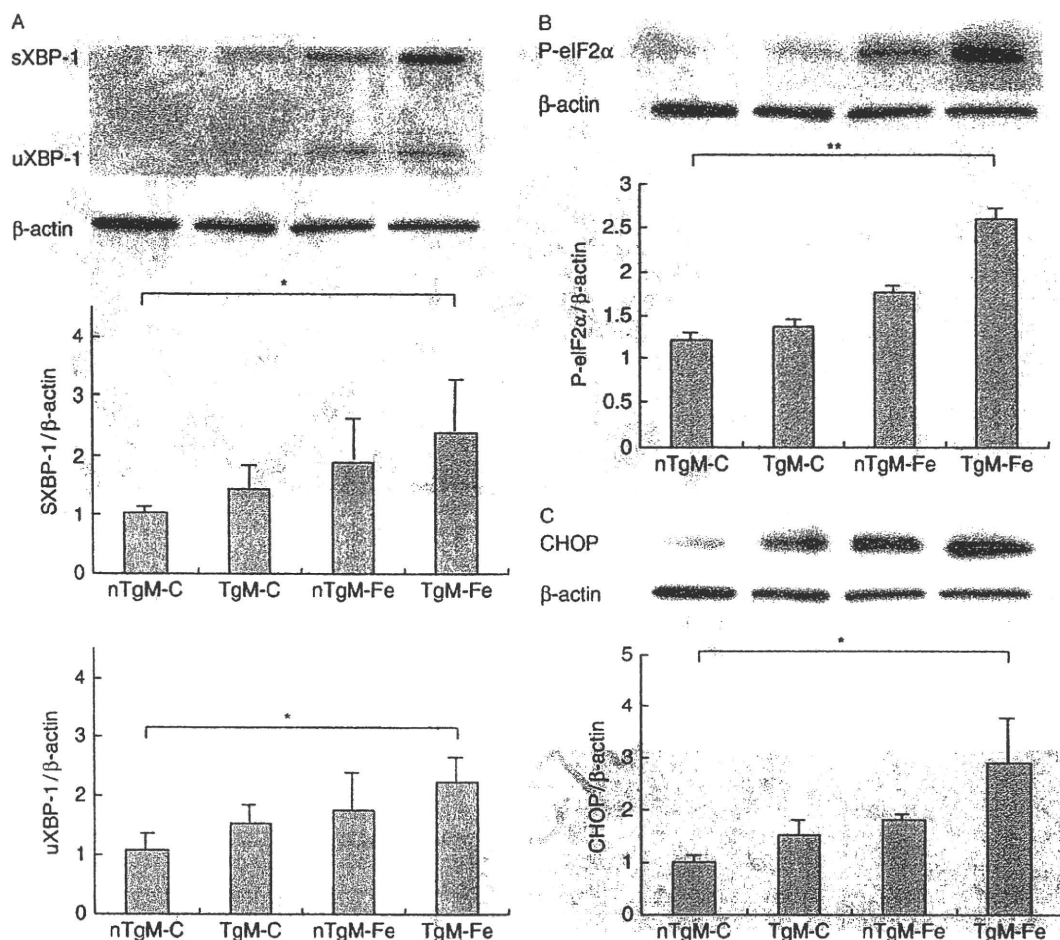 A
sXBP-1
uXBP-1
β-actin
*
SXBP-1/β-actin
4
3
2
1
0
nTgM-C TgM-C nTgM-Fe TgM-Fe
*
uXBP-1/β-actin
4
3
2
1
0
nTgM-C TgM-C nTgM-Fe TgM-Fe
B
P-eIF2α
β-actin
**
P-eIF2α/β-actin
3
2.5
2
1.5
1
0.5
0
nTgM-C TgM-C nTgM-Fe TgM-Fe
C
CHOP
β-actin
*
CHOP/β-actin
5
4
3
2
1
0
nTgM-C TgM-C nTgM-Fe TgM-Fe